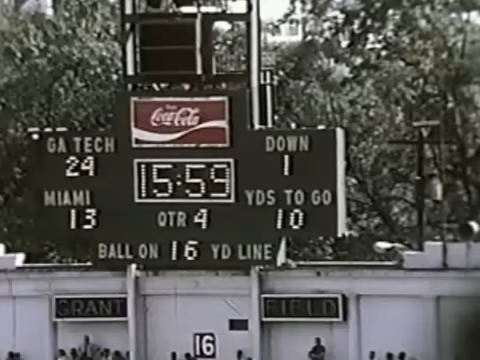 Enjoy
Coca-Cola
GA TECH DOWN
24 1
15:59
MIAMI YDS TO GO
13 QTR 4 10
BALL ON 16 YD LINE
GRANT FIELD
16